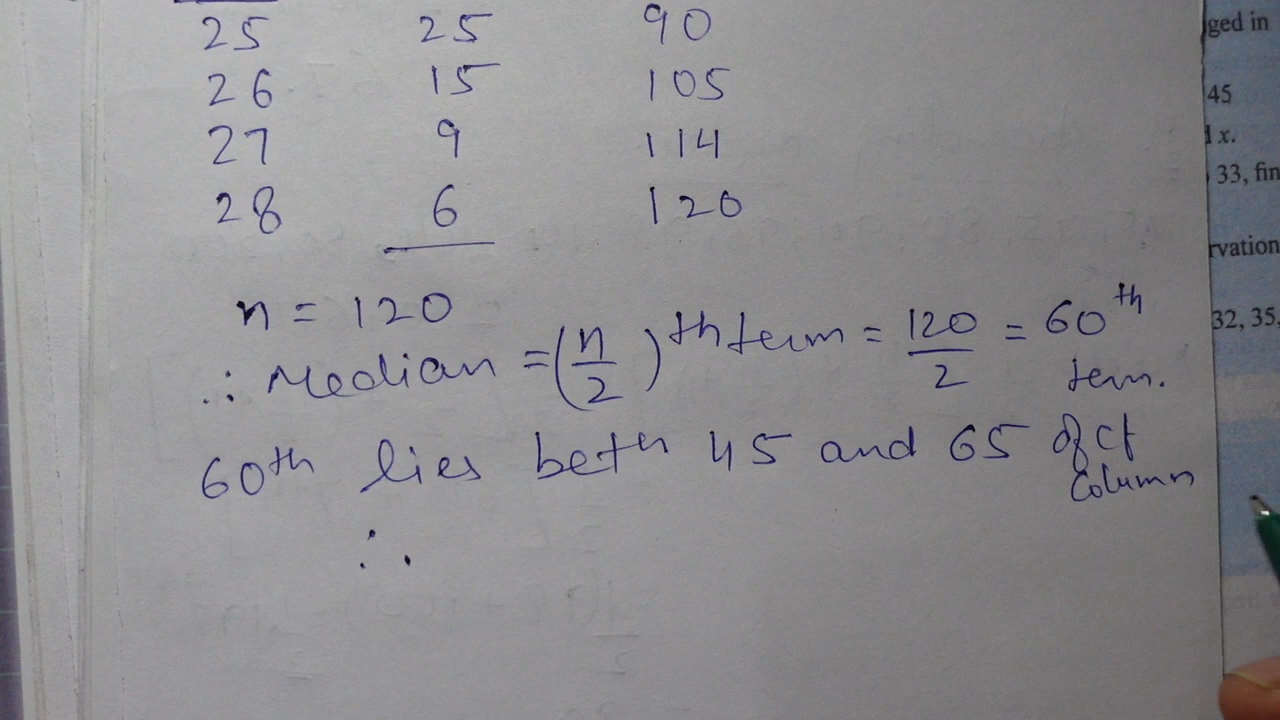 25 25 90
26 15 105
27 9 114
28 6 120
n = 120
∴ Median = (n/2)th term = 120/2 = 60th term.
60th lies betn 45 and 65 of cf column
∴
ged in
45
x.
33, fin
rvation
32, 35,